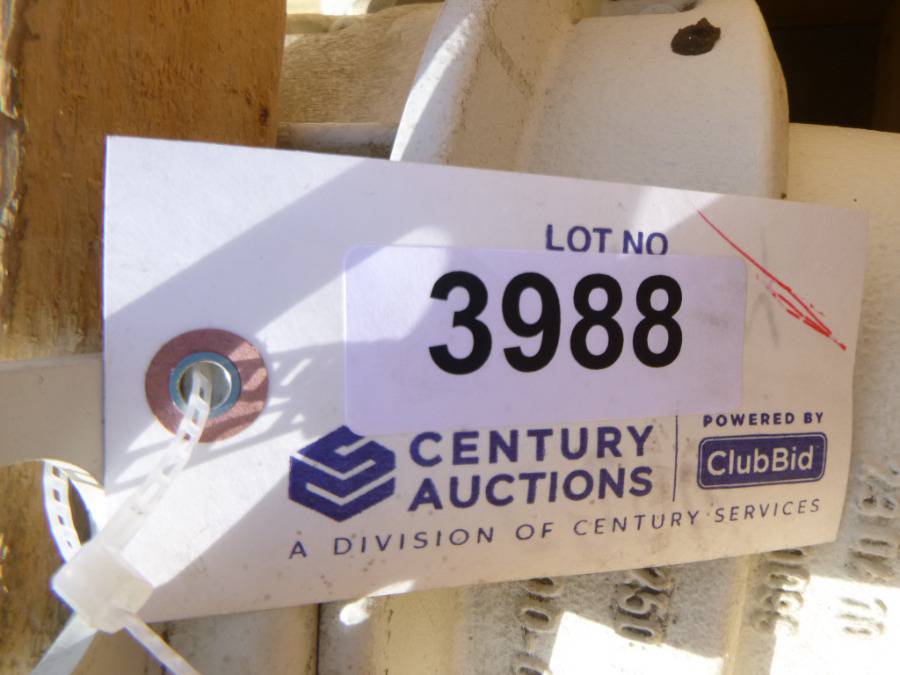 LOT NO
3988
CENTURY
AUCTIONS
POWERED BY
ClubBid
A DIVISION OF CENTURY SERVICES